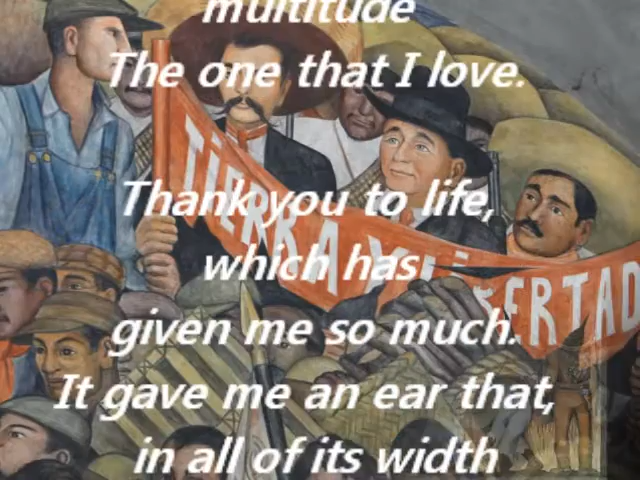 multitude
The one that I love.
Thank you to life,
TIERRA Y LIBERTAD
which has
given me so much.
It gave me an ear that,
in all of its width